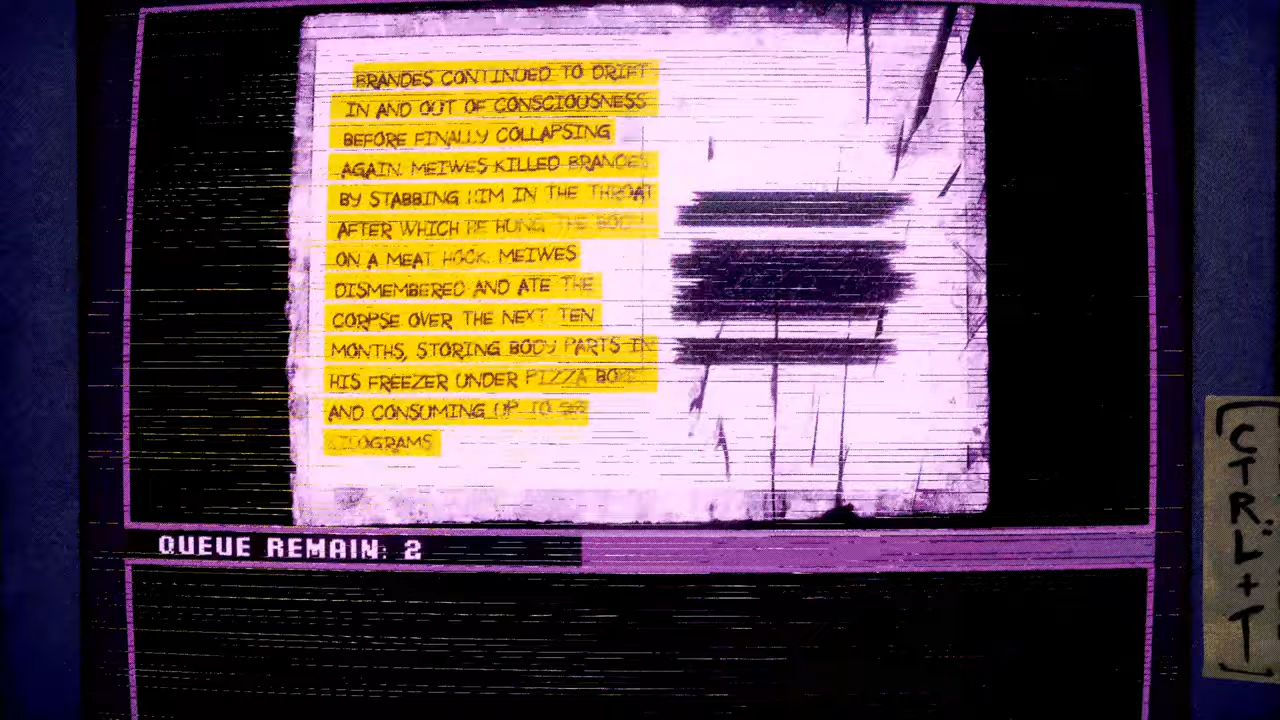 BRANDES CONTINUED TO DRIFT
IN AND OUT OF CONSCIOUSNESS
BEFORE FINALLY COLLAPSING
AGAIN. MEIWES KILLED BRANDES
BY STABBING HIM IN THE THROAT
AFTER WHICH HE HUNG THE BODY
ON A MEAT HOOK. MEIWES
DISMEMBERED AND ATE THE
CORPSE OVER THE NEXT TEN
MONTHS, STORING BODY PARTS IN
HIS FREEZER UNDER PIZZA
AND CONSUMING UP TO
KILOGRAMS
QUEUE REMAIN: 2
CTRL+T